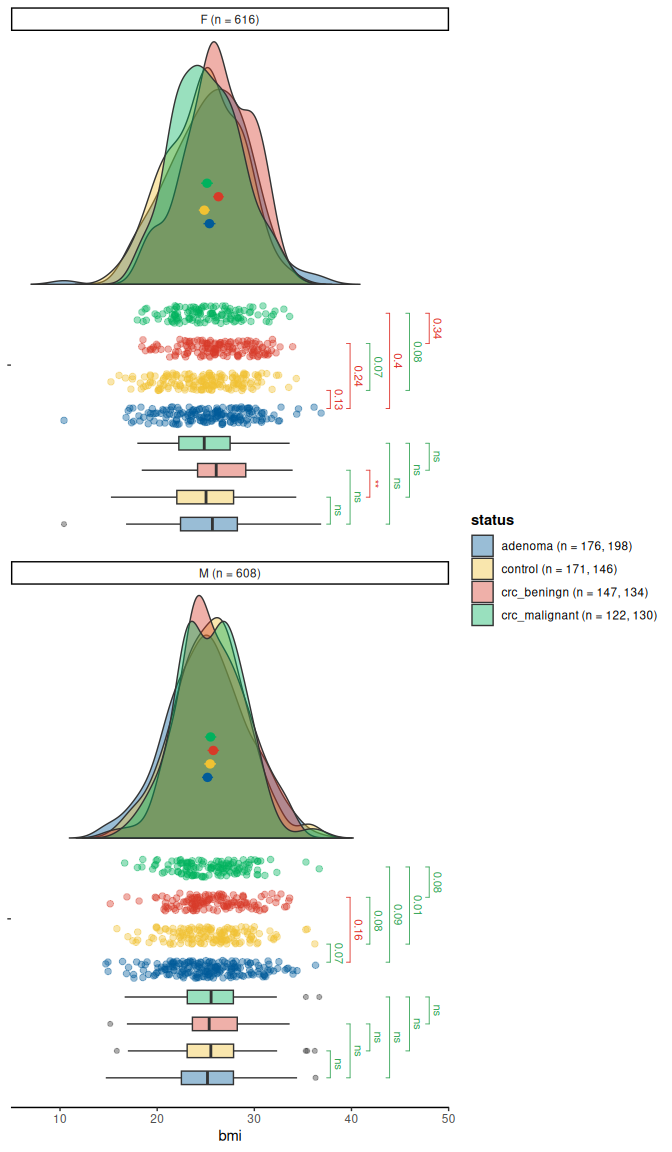 F (n = 616)
0.34
0.08
0.4
0.07
0.24
0.13
ns
ns
ns
**
ns
ns
status
adenoma (n = 176, 198)
control (n = 171, 146)
crc_beningn (n = 147, 134)
crc_malignant (n = 122, 130)
M (n = 608)
0.08
0.01
0.09
0.08
0.16
0.07
ns
ns
ns
ns
ns
ns
10 20 30 40 50
bmi